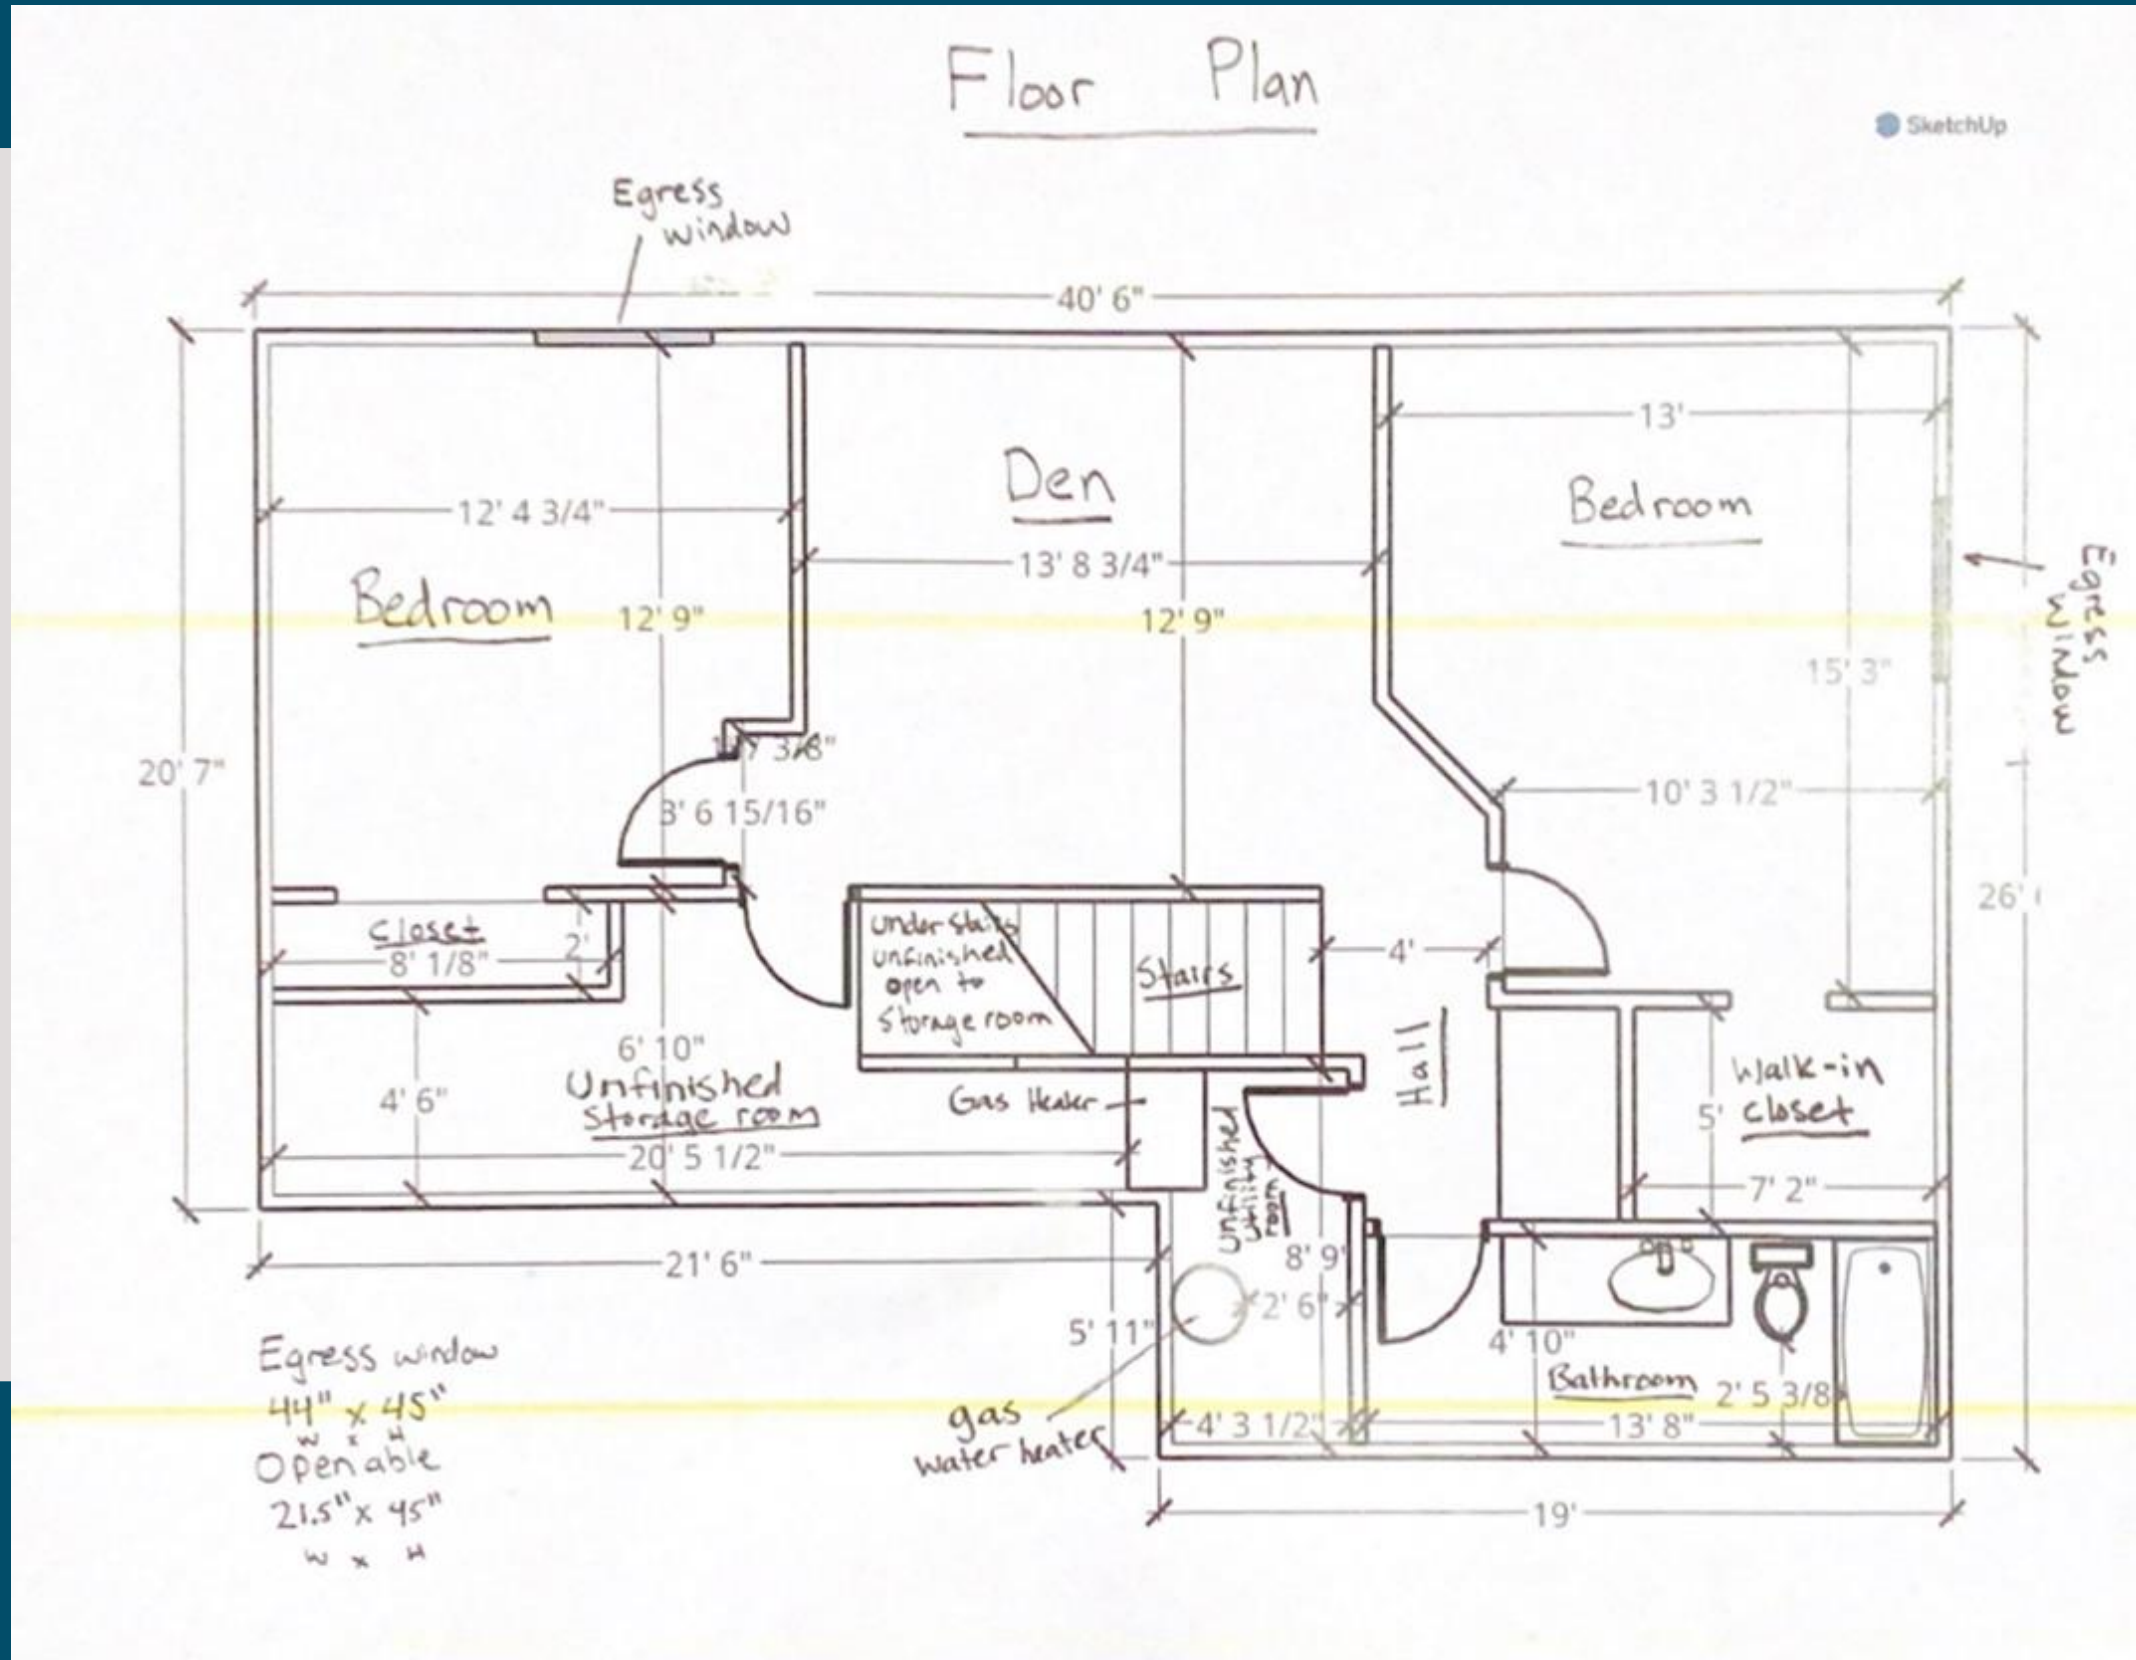 Floor Plan
SketchUp
Egress
window
40' 6"
13'
Den
Bedroom
12' 4 3/4"
13' 8 3/4"
Egress
window
Bedroom
12' 9"
12' 9"
15' 3"
20' 7"
3' 6 15/16"
10' 3 1/2"
26'
closet
8' 1/8"
2'
under stairs
unfinished
open to
Storage room
Stairs
4'
Hall
6' 10"
Unfinished
Storage room
4' 6"
20' 5 1/2"
Gas Heater
unfinished
utility
room
Walk-in
closet
5'
7' 2"
21' 6"
8' 9"
2' 6"
5' 11"
4' 10"
Bathroom
2' 5 3/8
4' 3 1/2"
13' 8"
gas
water heater
19'
Egress window
44" x 45"
W x H
Openable
21.5" x 45"
W x H